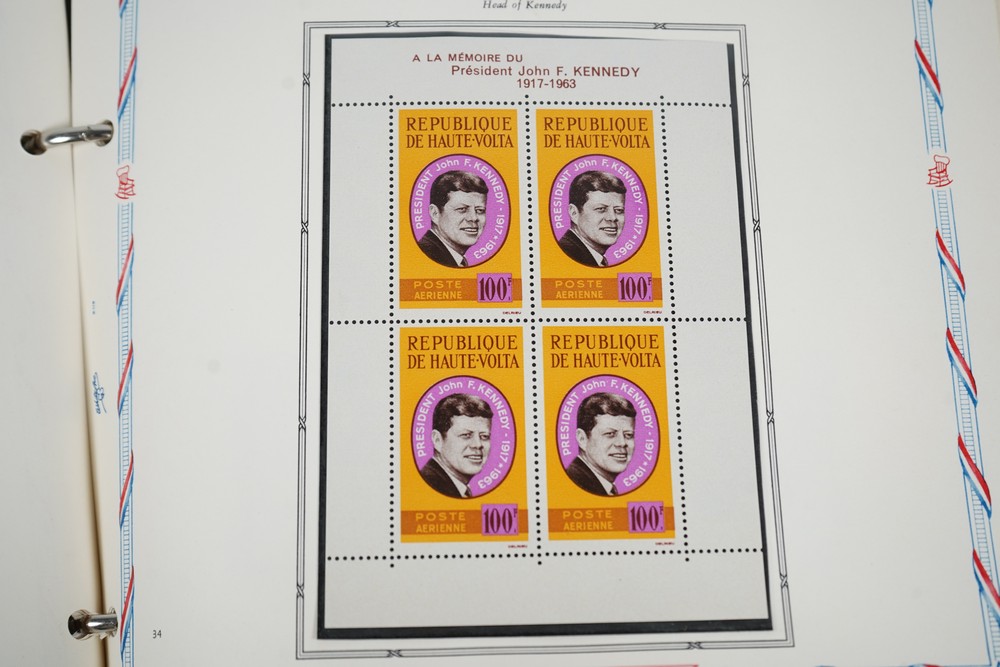 Head of Kennedy
A LA MÉMOIRE DU
Président John F. KENNEDY
1917-1963
REPUBLIQUE
DE HAUTE·VOLTA
PRESIDENT John F. KENNEDY · 1917 * 1963
POSTE
AERIENNE
100F
REPUBLIQUE
DE HAUTE·VOLTA
PRESIDENT John F. KENNEDY · 1917 * 1963
POSTE
AERIENNE
100F
REPUBLIQUE
DE HAUTE·VOLTA
PRESIDENT John F. KENNEDY · 1917 * 1963
POSTE
AERIENNE
100F
REPUBLIQUE
DE HAUTE·VOLTA
PRESIDENT John F. KENNEDY · 1917 * 1963
POSTE
AERIENNE
100F
34